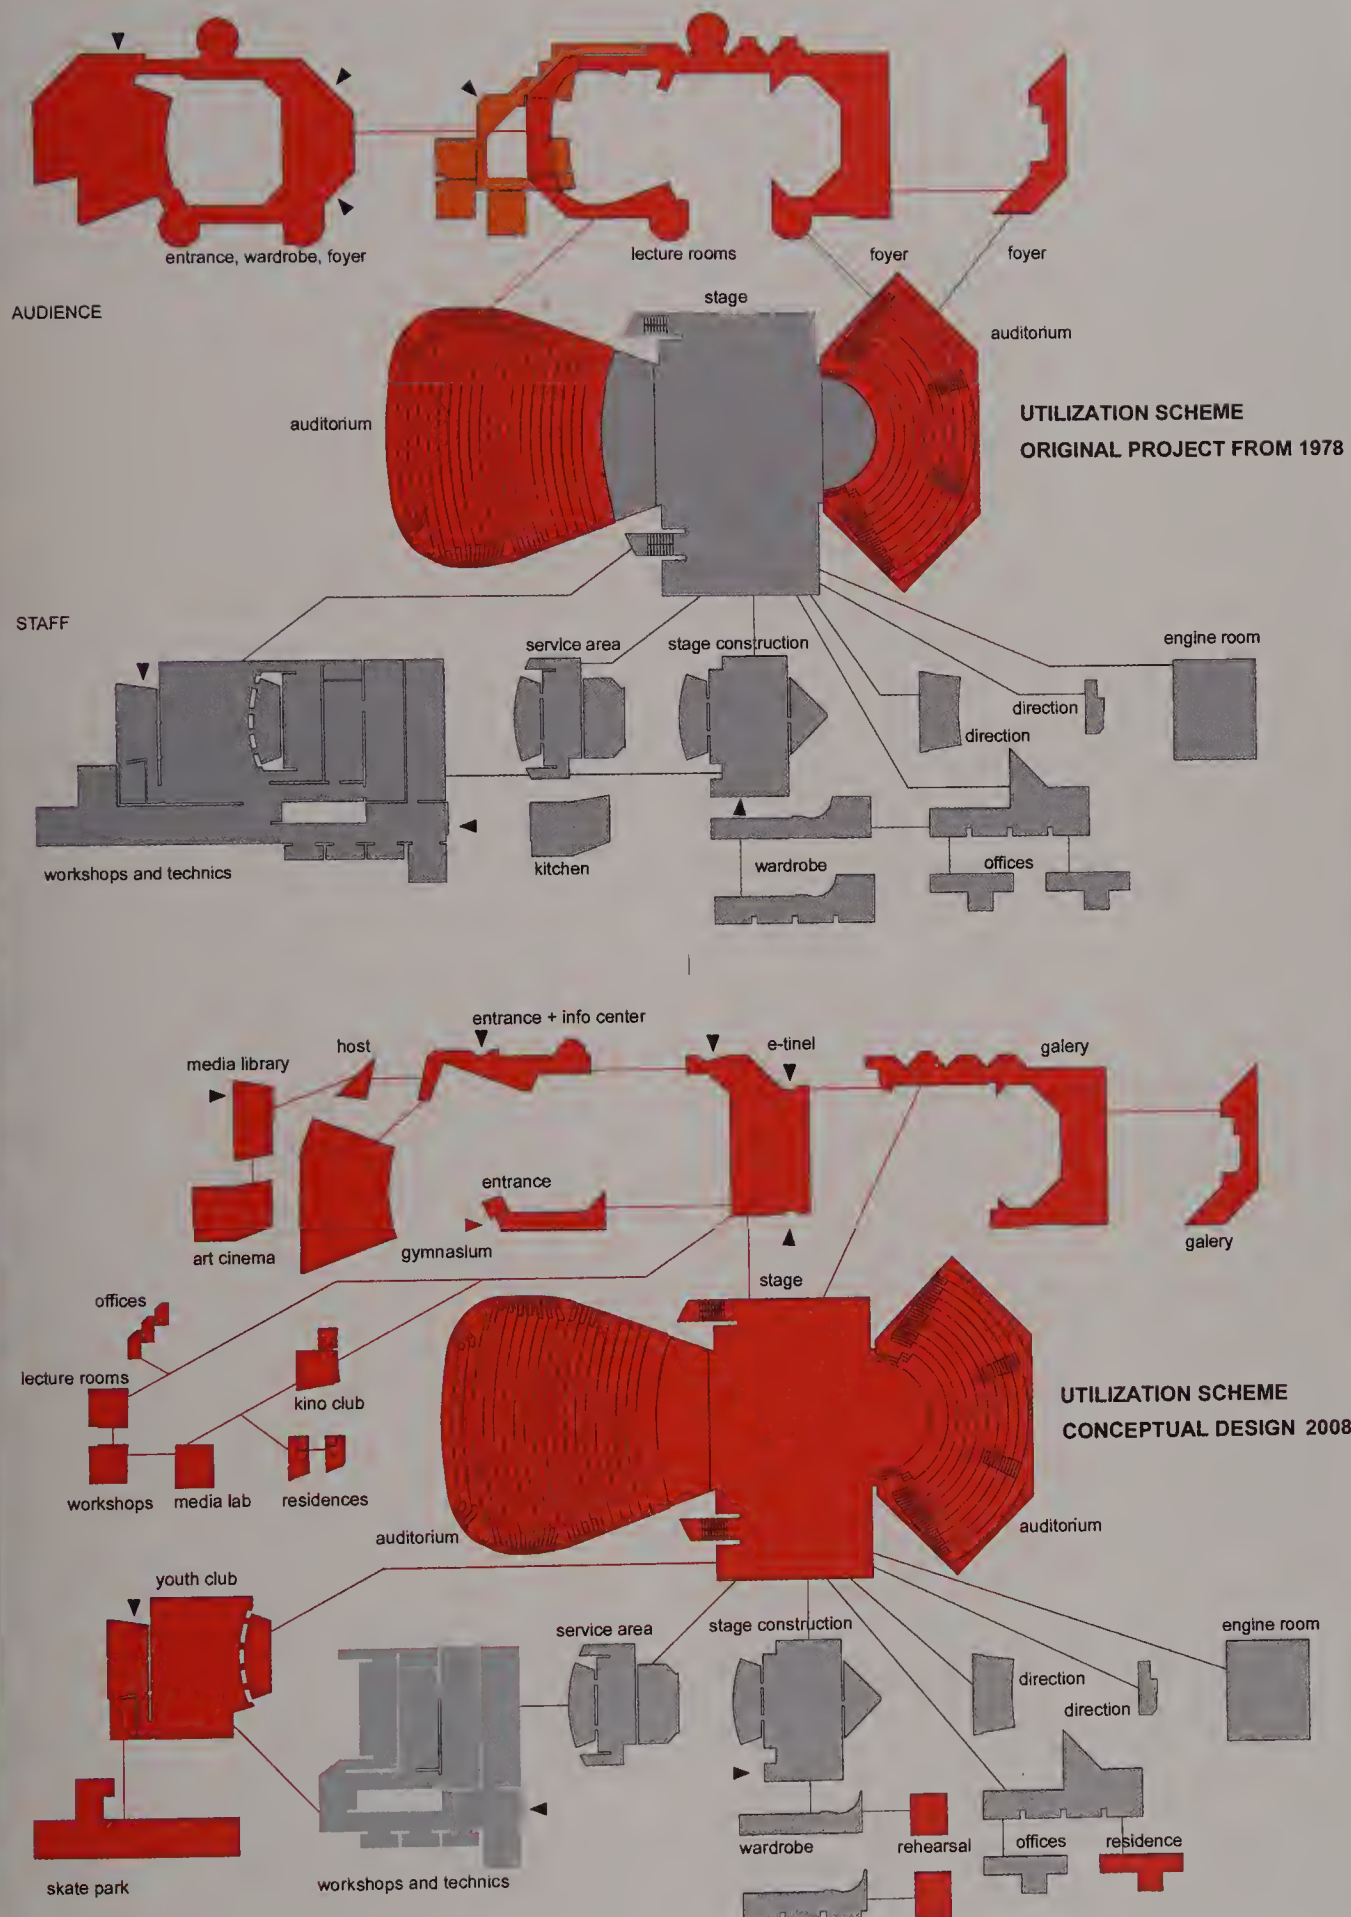 entrance, wardrobe, foyer
lecture rooms
foyer
foyer
AUDIENCE
stage
auditorium
auditorium
UTILIZATION SCHEME
ORIGINAL PROJECT FROM 1978
STAFF
service area
stage construction
engine room
direction
direction
workshops and technics
kitchen
wardrobe
offices
entrance + info center
host
media library
e-tinel
galery
entrance
art cinema
gymnasium
galery
stage
offices
lecture rooms
kino club
UTILIZATION SCHEME
CONCEPTUAL DESIGN 2008
workshops
media lab
residences
auditorium
auditorium
youth club
service area
stage construction
engine room
direction
direction
wardrobe
rehearsal
offices
residence
skate park
workshops and technics